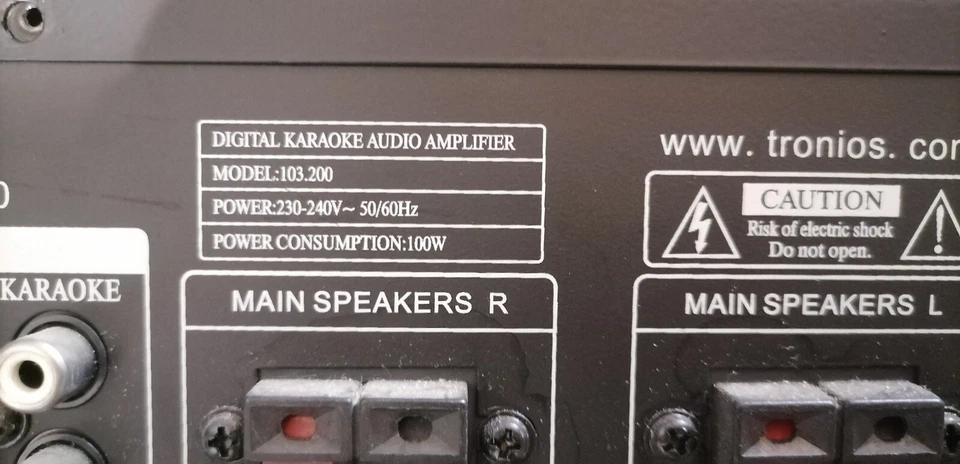 DIGITAL KARAOKE AUDIO AMPLIFIER
MODEL:103.200
POWER:230-240V~ 50/60Hz
POWER CONSUMPTION:100W
www. tronios. com
CAUTION
Risk of electric shock
Do not open.
KARAOKE
MAIN SPEAKERS R
MAIN SPEAKERS L